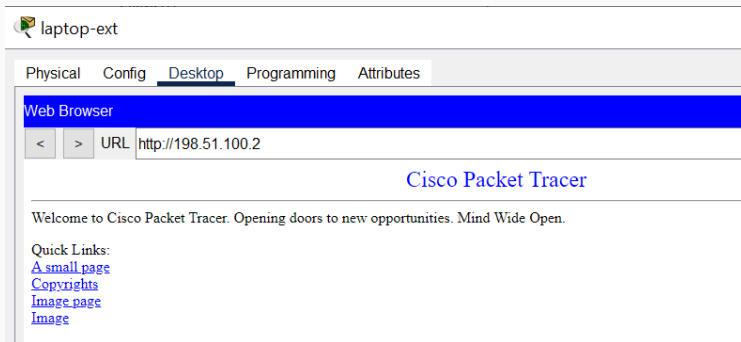 laptop-ext
Physical Config Desktop Programming Attributes
Web Browser
< > URL http://198.51.100.2
Cisco Packet Tracer
Welcome to Cisco Packet Tracer. Opening doors to new opportunities. Mind Wide Open.
Quick Links:
A small page
Copyrights
Image page
Image